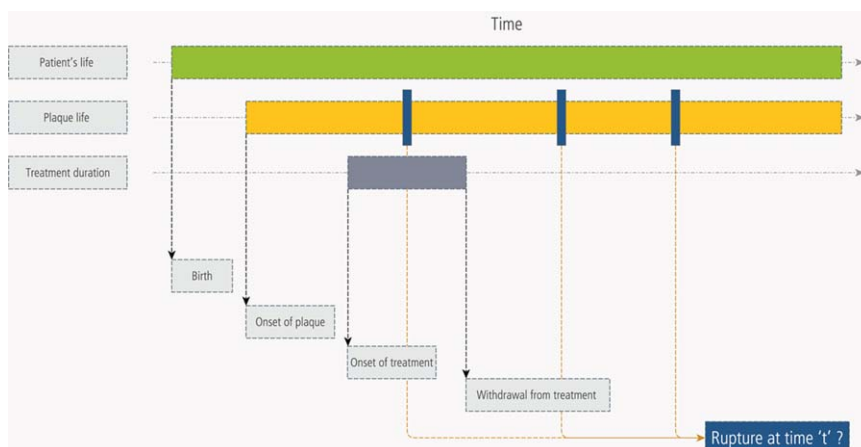 Time
Patient's life
Plaque life
Treatment duration
Birth
Onset of plaque
Onset of treatment
Withdrawal from treatment
Rupture at time 't' ?